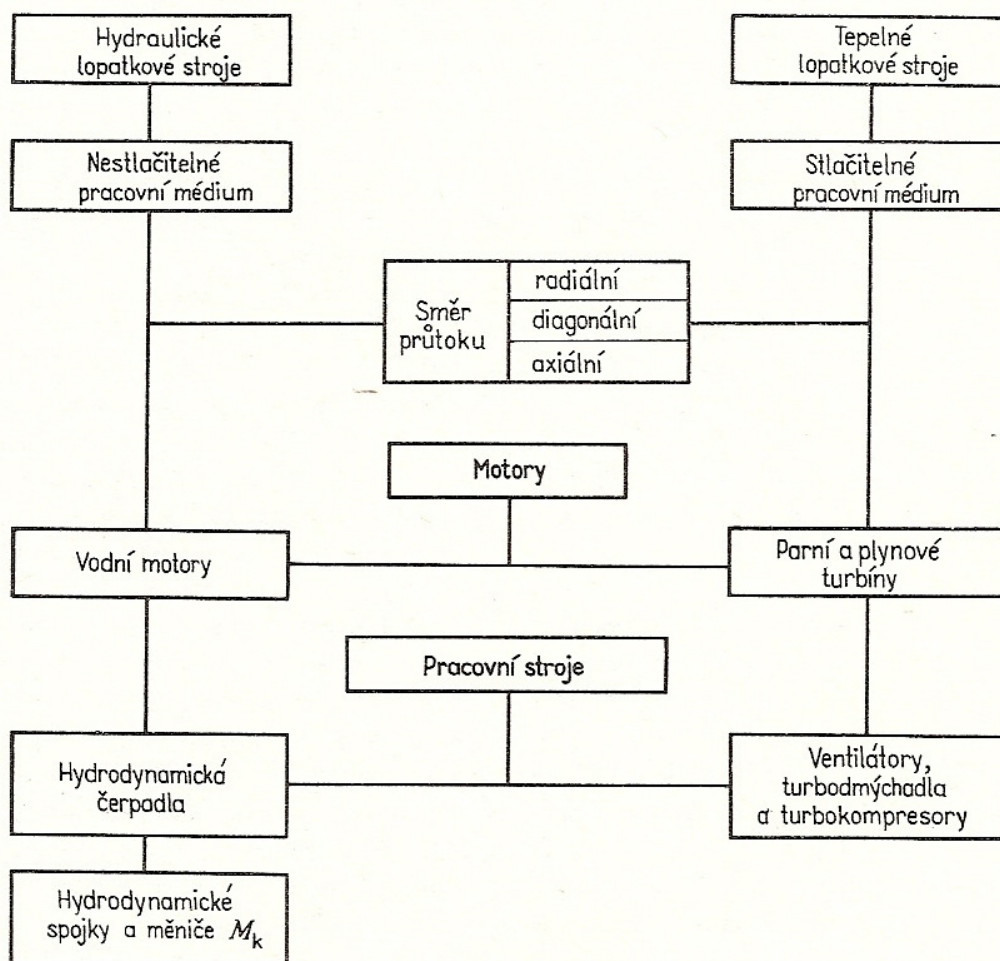 Hydraulické
lopatkové stroje
Tepelné
lopatkové stroje
Nestlačitelné
pracovní médium
Stlačitelné
pracovní médium
Směr
průtoku
radiální
diagonální
axiální
Motory
Vodní motory
Parní a plynové
turbíny
Pracovní stroje
Hydrodynamická
čerpadla
Ventilátory,
turbodmýchadla
a turbokompresory
Hydrodynamické
spojky a měniče Mk